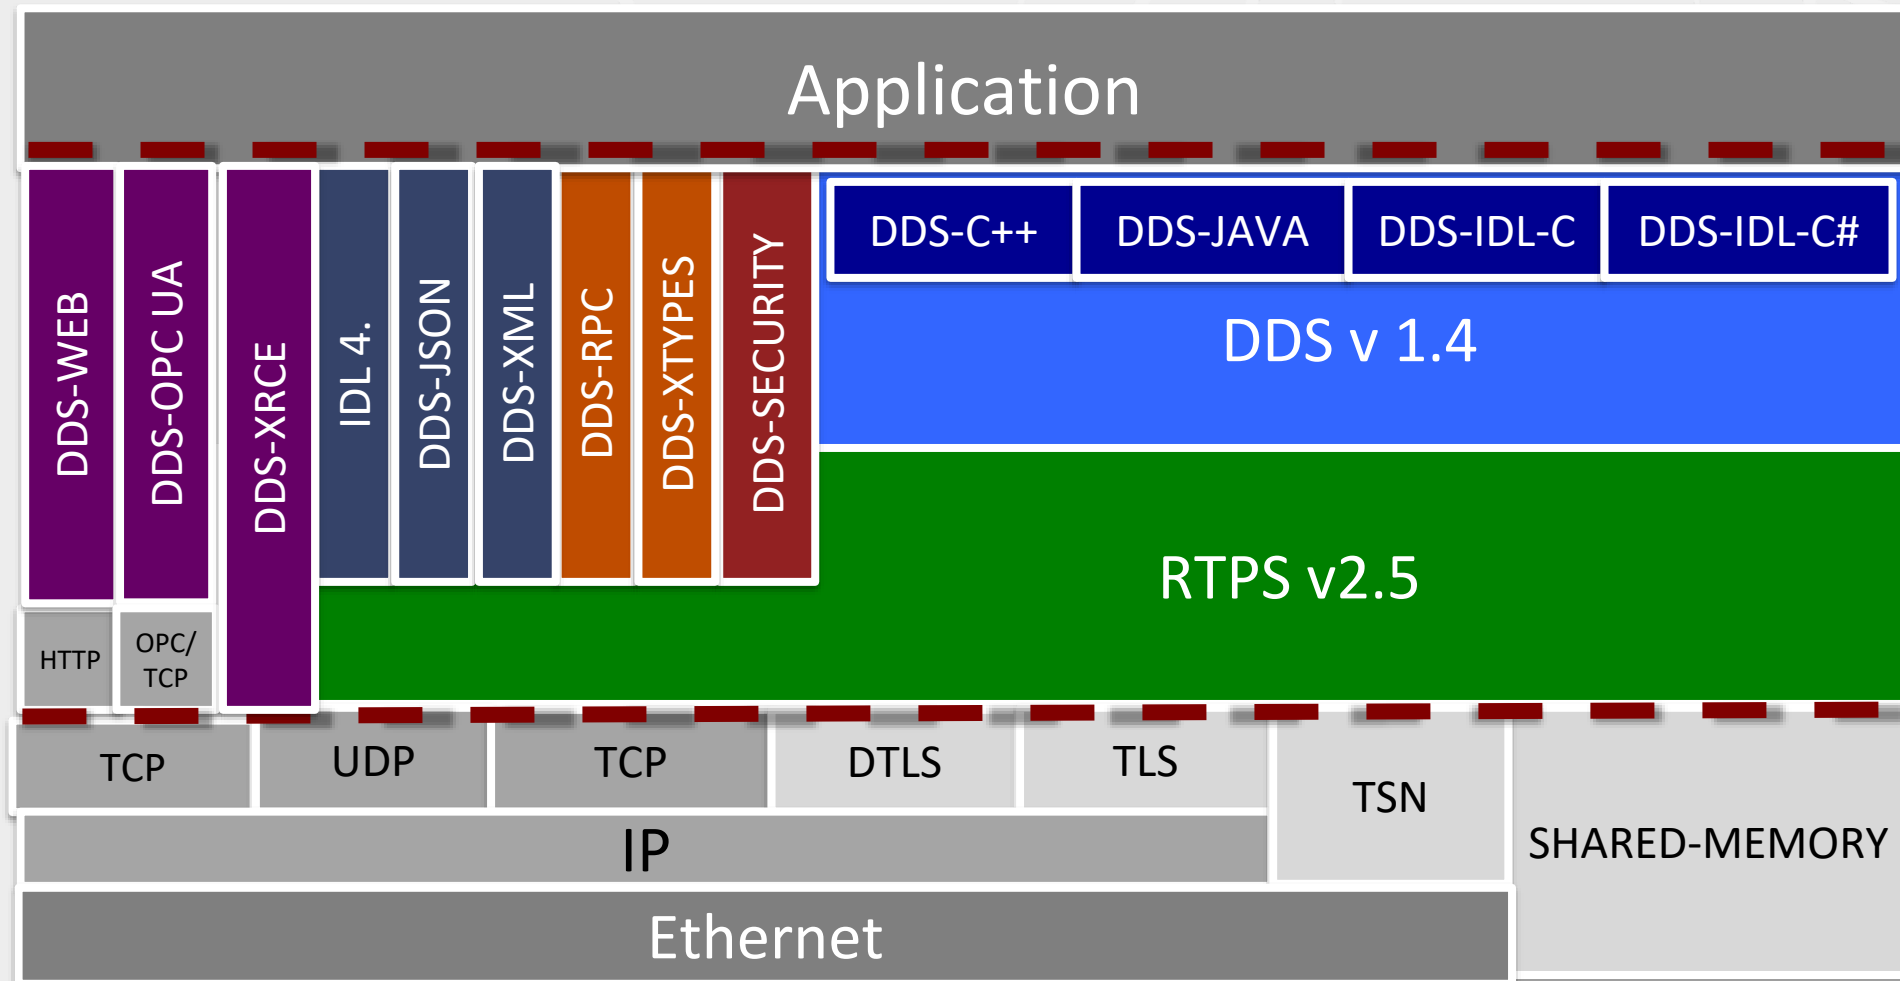 Application
DDS-WEB
DDS-OPC UA
DDS-XRCE
IDL 4.
DDS-JSON
DDS-XML
DDS-RPC
DDS-XTYPES
DDS-SECURITY
DDS-C++
DDS-JAVA
DDS-IDL-C
DDS-IDL-C#
DDS v 1.4
RTPS v2.5
HTTP
OPC/
TCP
TCP
UDP
TCP
DTLS
TLS
TSN
SHARED-MEMORY
IP
Ethernet